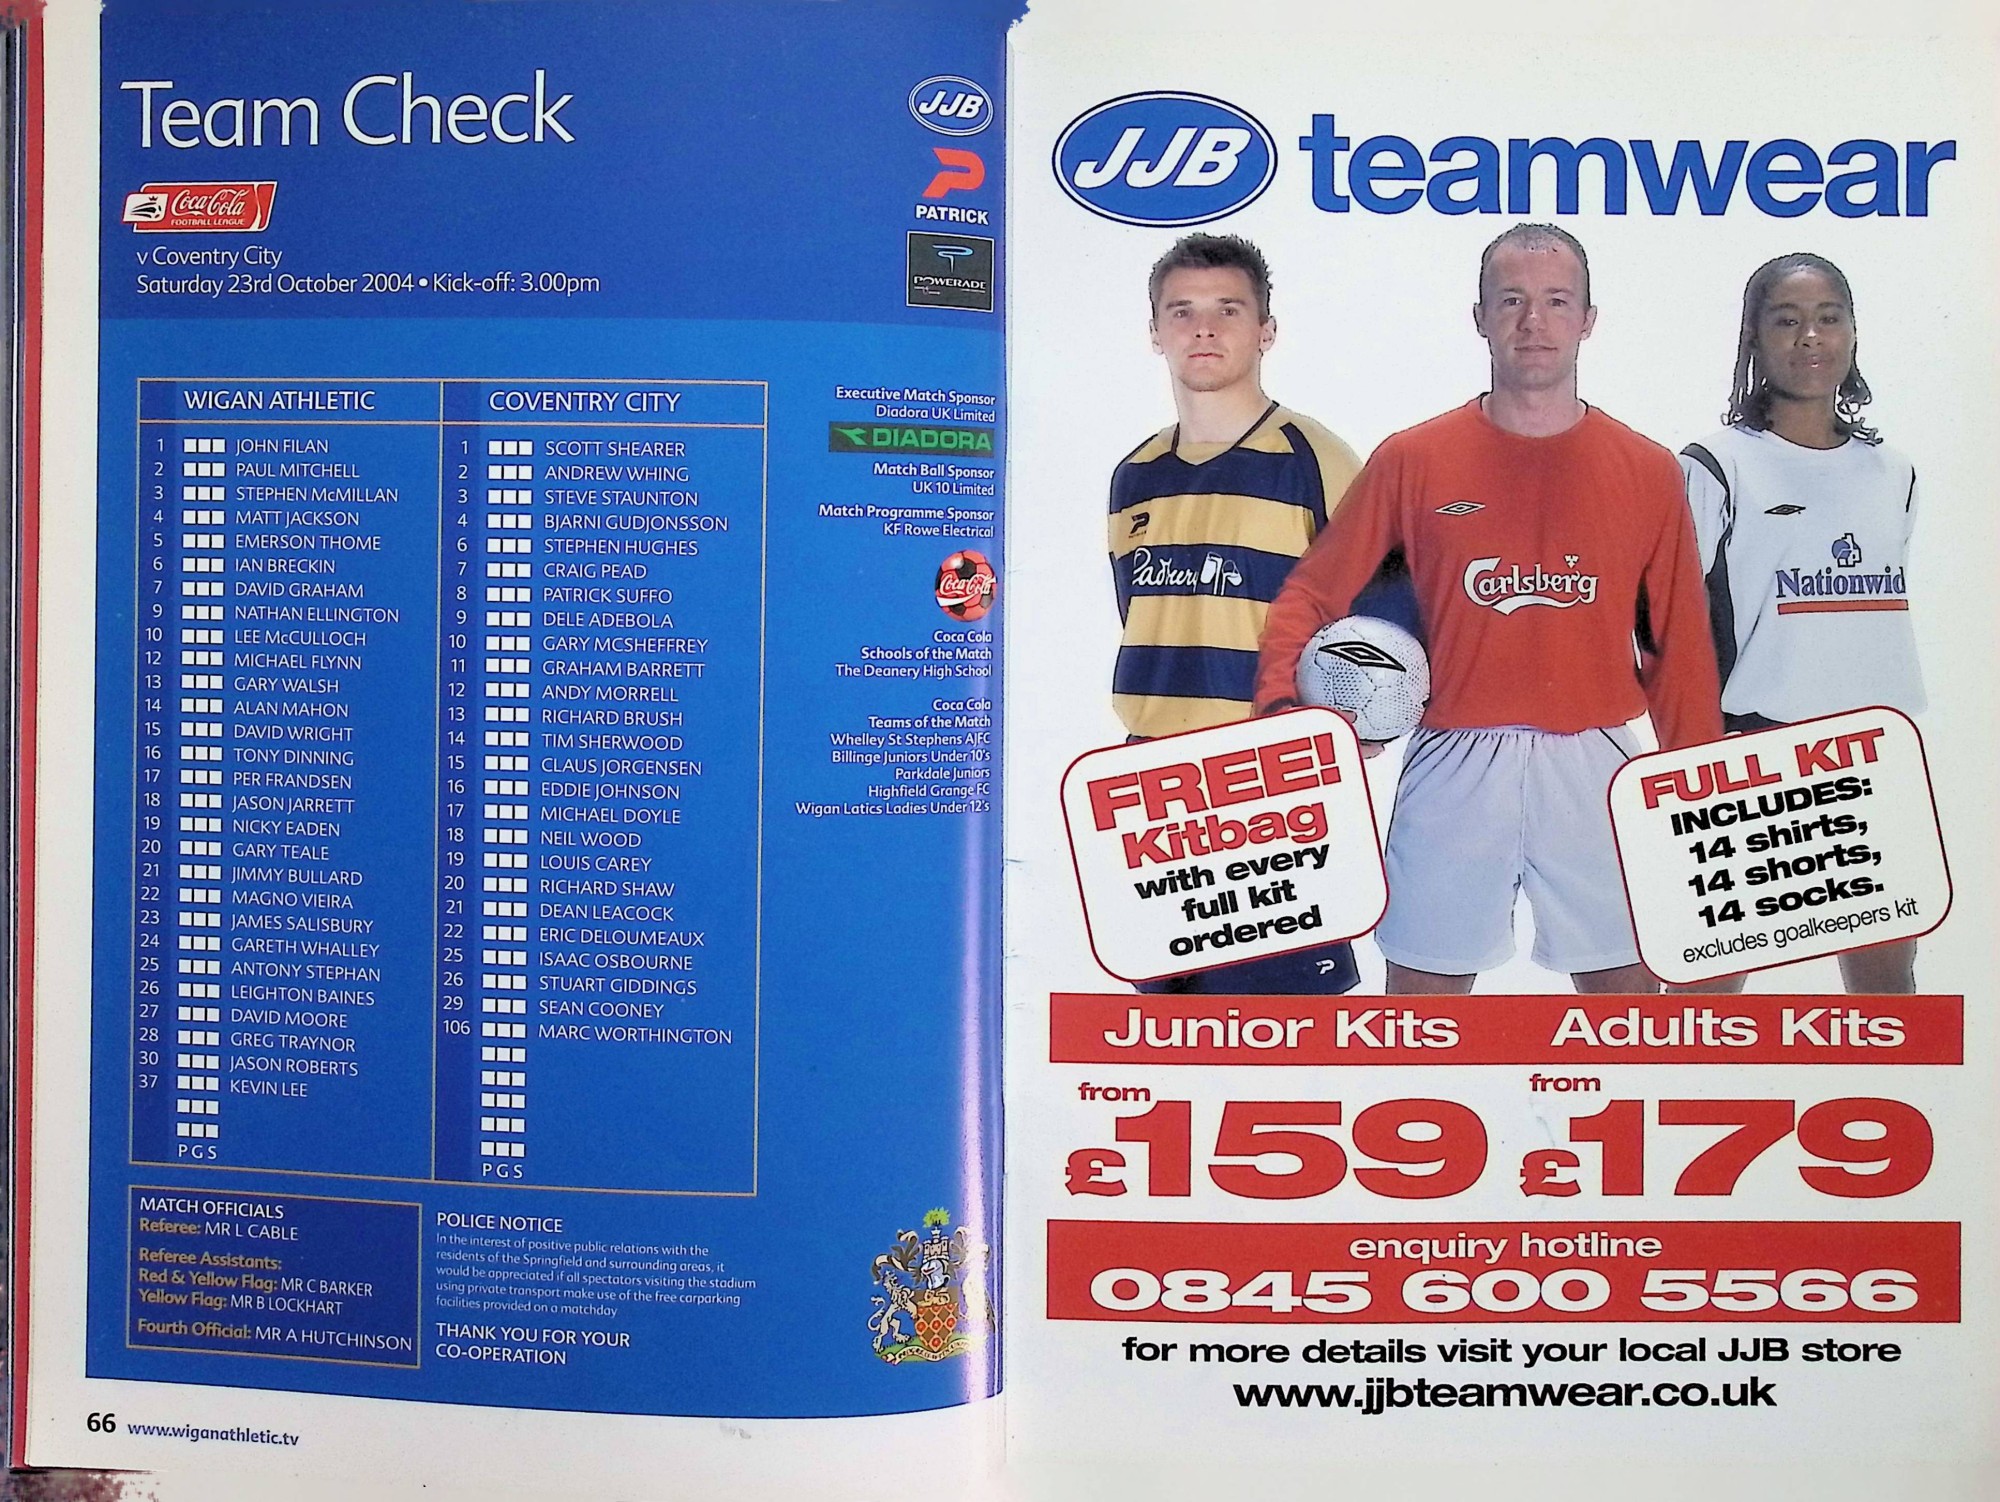 Team Check
Coca-Cola
FOOTBALL LEAGUE
v Coventry City
Saturday 23rd October 2004 • Kick-off: 3.00pm
JJB
PATRICK
POWERADE
WIGAN ATHLETIC
1 JOHN FILAN
2 PAUL MITCHELL
3 STEPHEN McMILLAN
4 MATT JACKSON
5 EMERSON THOME
6 IAN BRECKIN
7 DAVID GRAHAM
9 NATHAN ELLINGTON
10 LEE McCULLOCH
12 MICHAEL FLYNN
13 GARY WALSH
14 ALAN MAHON
15 DAVID WRIGHT
16 TONY DINNING
17 PER FRANDSEN
18 JASON JARRETT
19 NICKY EADEN
20 GARY TEALE
21 JIMMY BULLARD
22 MAGNO VIEIRA
23 JAMES SALISBURY
24 GARETH WHALLEY
25 ANTONY STEPHAN
26 LEIGHTON BAINES
27 DAVID MOORE
28 GREG TRAYNOR
30 JASON ROBERTS
37 KEVIN LEE
P G S
COVENTRY CITY
1 SCOTT SHEARER
2 ANDREW WHING
3 STEVE STAUNTON
4 BJARNI GUDJONSSON
6 STEPHEN HUGHES
7 CRAIG PEAD
8 PATRICK SUFFO
9 DELE ADEBOLA
10 GARY MCSHEFFREY
11 GRAHAM BARRETT
12 ANDY MORRELL
13 RICHARD BRUSH
14 TIM SHERWOOD
15 CLAUS JORGENSEN
16 EDDIE JOHNSON
17 MICHAEL DOYLE
18 NEIL WOOD
19 LOUIS CAREY
20 RICHARD SHAW
21 DEAN LEACOCK
22 ERIC DELOUMEAUX
25 ISAAC OSBOURNE
26 STUART GIDDINGS
29 SEAN COONEY
106 MARC WORTHINGTON
P G S
Executive Match Sponsor
Diadora UK Limited
DIADORA
Match Ball Sponsor
UK 10 Limited
Match Programme Sponsor
KF Rowe Electrical
Coca-Cola
Coca Cola
Schools of the Match
The Deanery High School
Coca Cola
Teams of the Match
Whelley St Stephens AJFC
Billinge Juniors Under 10's
Parkdale Juniors
Highfield Grange FC
Wigan Latics Ladies Under 12's
MATCH OFFICIALS
Referee: MR L CABLE
Referee Assistants:
Red & Yellow Flag: MR C BARKER
Yellow Flag: MR B LOCKHART
Fourth Official: MR A HUTCHINSON
POLICE NOTICE
In the interest of positive public relations with the
residents of the Springfield and surrounding areas, it
would be appreciated if all spectators visiting the stadium
using private transport make use of the free carparking
facilities provided on a matchday
THANK YOU FOR YOUR
CO-OPERATION
66 www.wiganathletic.tv
JJB teamwear
Carlsberg
Nationwid
FREE!
Kitbag
with every
full kit
ordered
FULL KIT
INCLUDES:
14 shirts,
14 shorts,
14 socks.
excludes goalkeepers kit
Junior Kits
from
£159
Adults Kits
from
£179
enquiry hotline
0845 600 5566
for more details visit your local JJB store
www.jjbteamwear.co.uk